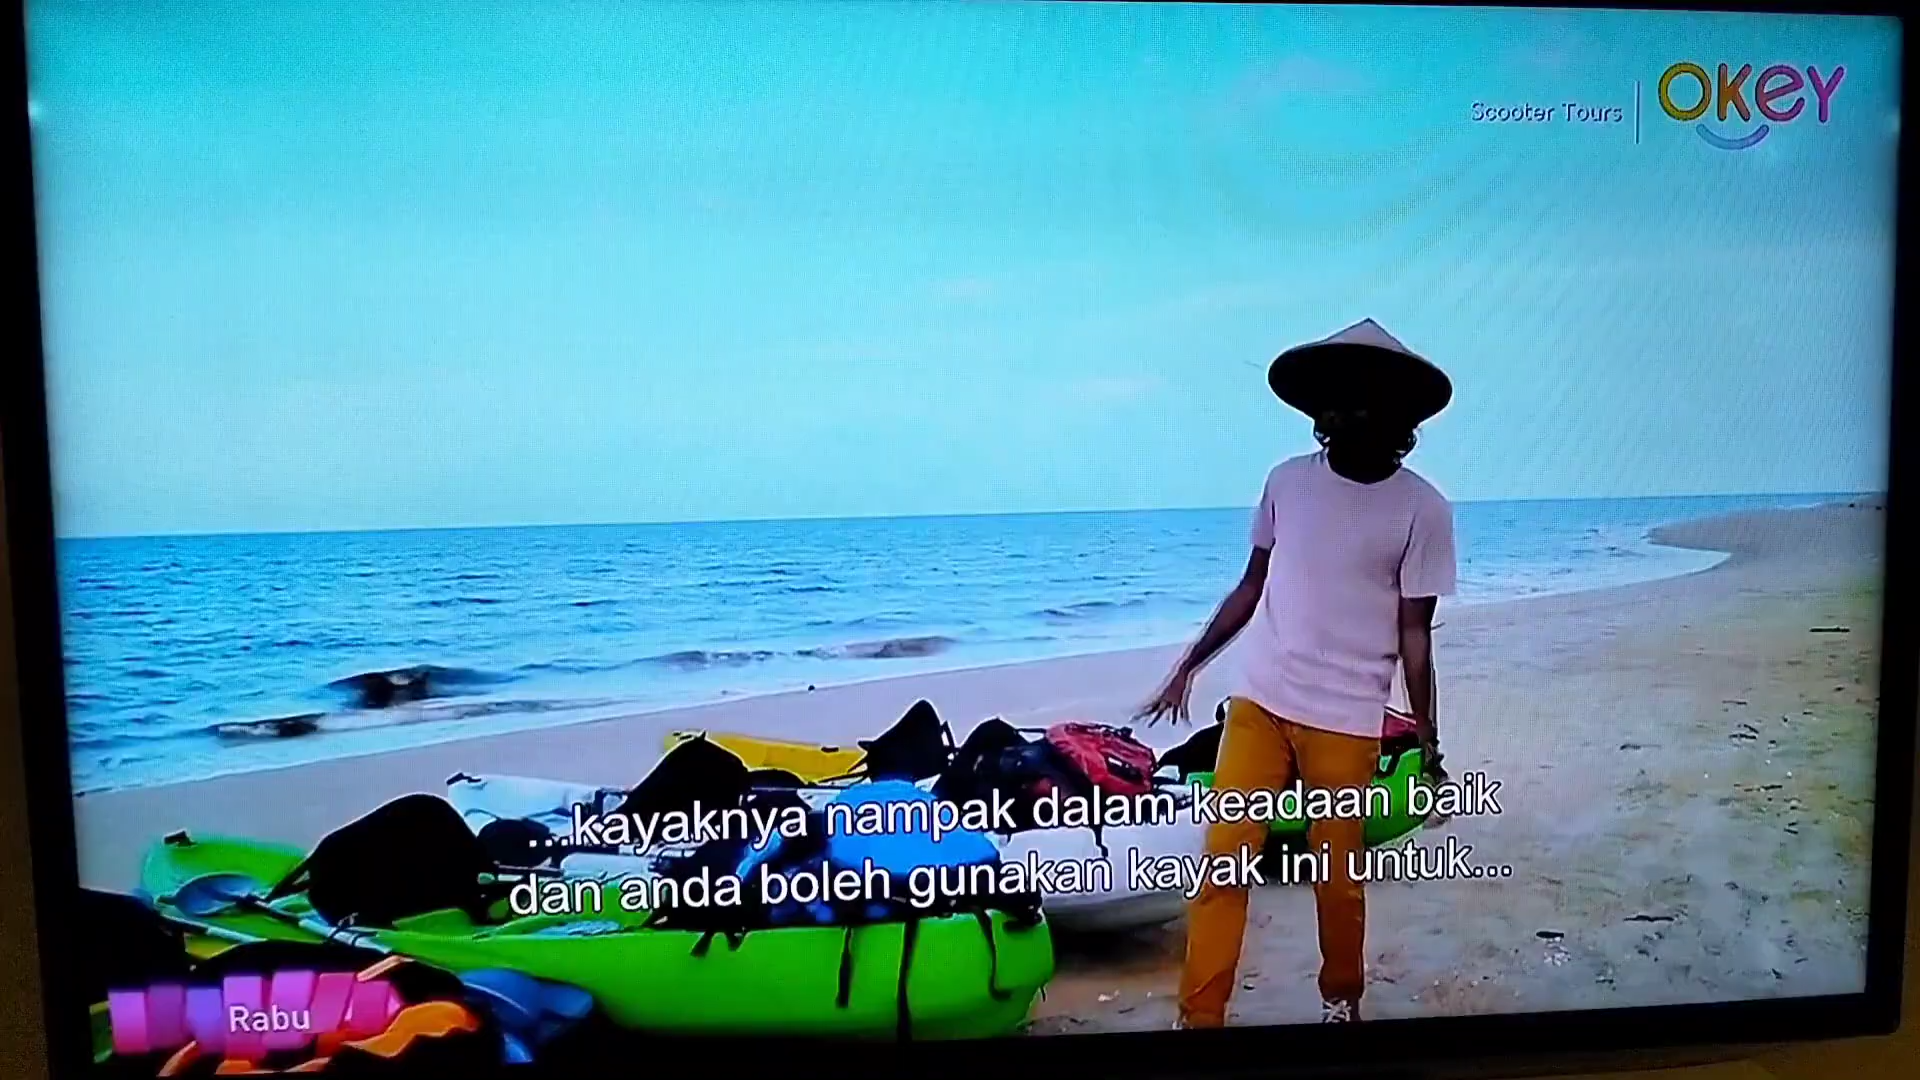 Scooter Tours
OKEY
...kayaknya nampak dalam keadaan baik
dan anda boleh gunakan kayak ini untuk...
Rabu